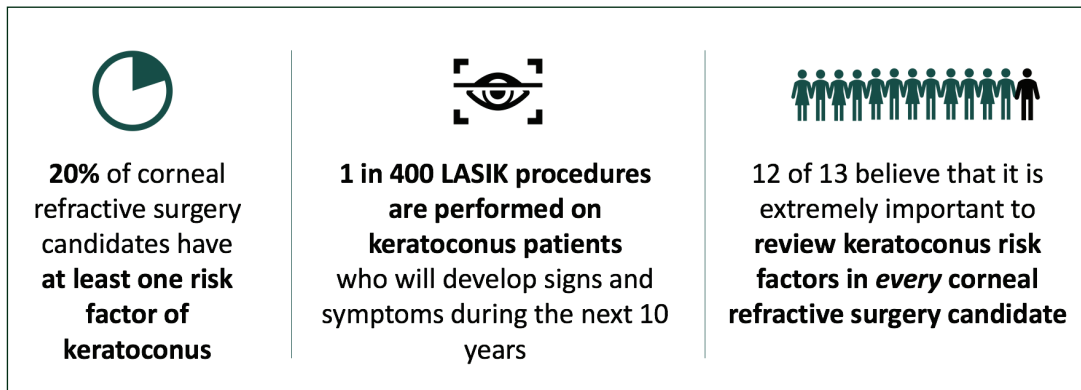 20% of corneal
refractive surgery
candidates have
at least one risk
factor of
keratoconus
1 in 400 LASIK procedures
are performed on
keratoconus patients
who will develop signs and
symptoms during the next 10
years
12 of 13 believe that it is
extremely important to
review keratoconus risk
factors in every corneal
refractive surgery candidate